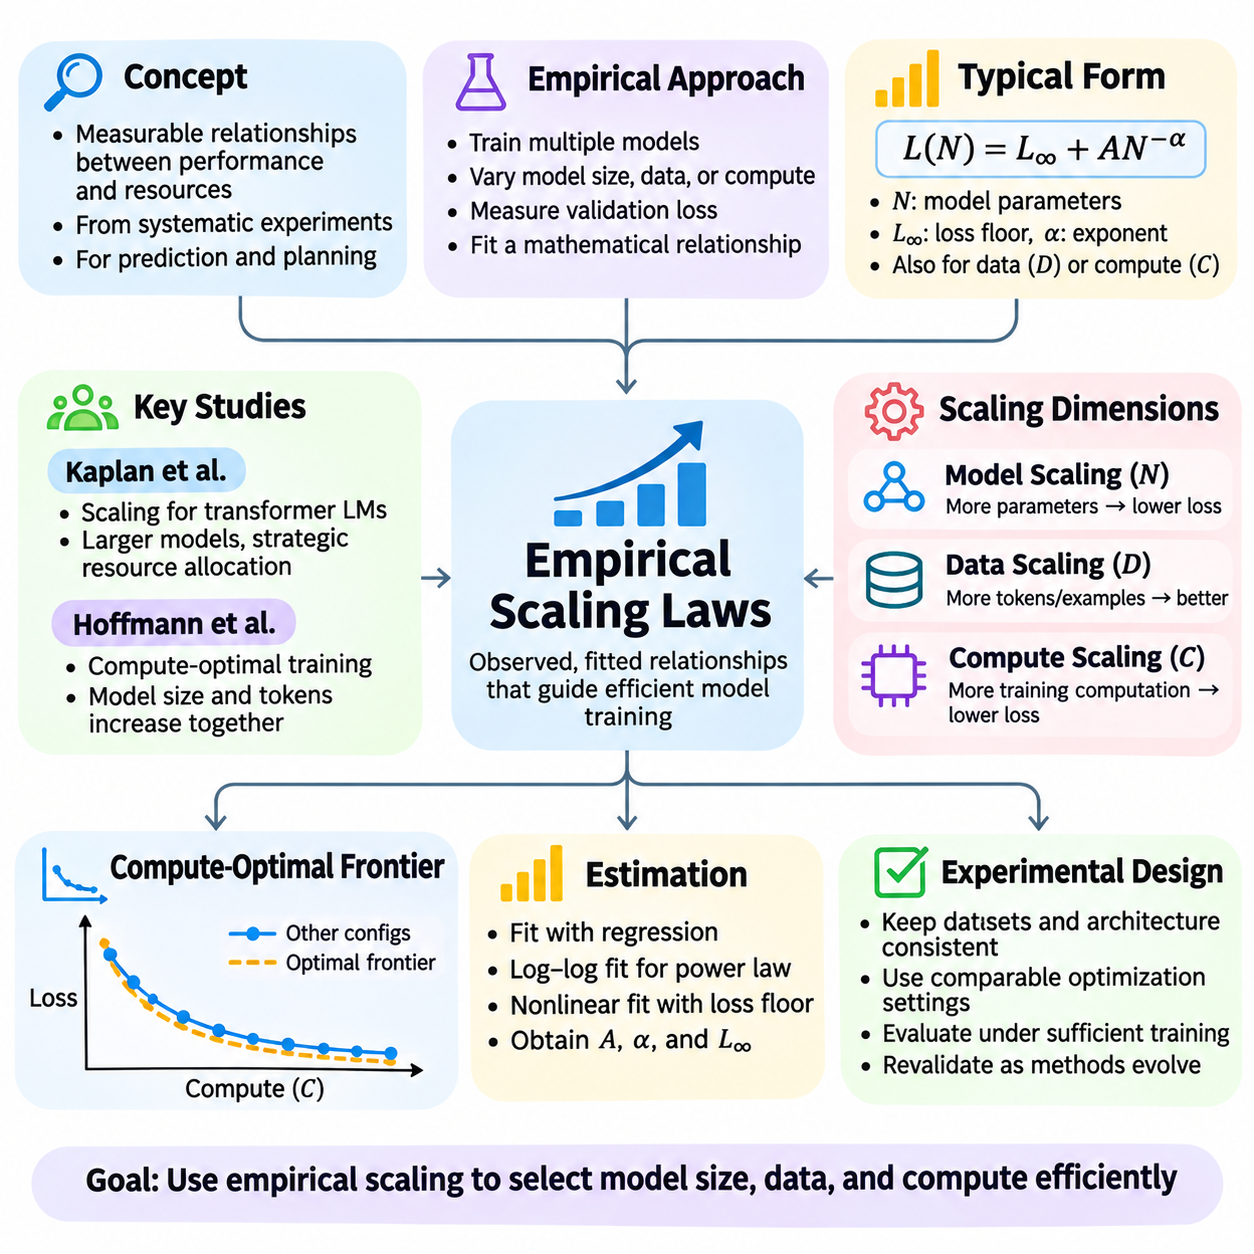 Concept
• Measurable relationships
between performance
and resources
• From systematic experiments
• For prediction and planning
Empirical Approach
• Train multiple models
• Vary model size, data, or compute
• Measure validation loss
• Fit a mathematical relationship
Typical Form
L(N) = L∞ + AN^−α
• N: model parameters
• L∞: loss floor, α: exponent
• Also for data (D) or compute (C)
Key Studies
Kaplan et al.
• Scaling for transformer LMs
• Larger models, strategic
resource allocation
Hoffmann et al.
• Compute-optimal training
• Model size and tokens
increase together
Empirical
Scaling Laws
Observed, fitted relationships
that guide efficient model
training
Scaling Dimensions
Model Scaling (N)
More parameters → lower loss
Data Scaling (D)
More tokens/examples → better
Compute Scaling (C)
More training computation →
lower loss
Compute-Optimal Frontier
Other configs
Optimal frontier
Loss
Compute (C)
Estimation
• Fit with regression
• Log–log fit for power law
• Nonlinear fit with loss floor
• Obtain A, α, and L∞
Experimental Design
• Keep datısets and architecture
consistent
• Use comparable optimization
settings
• Evaluate under sufficient training
• Revalidate as methods evolve
Goal: Use empirical scaling to select model size, data, and compute efficiently